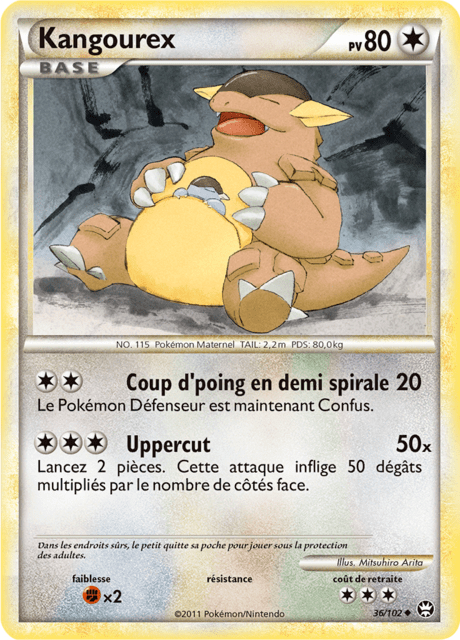 Kangourex
PV 80
BASE
NO. 115 Pokémon Maternel TAIL: 2,2m PDS: 80,0kg
Coup d'poing en demi spirale 20
Le Pokémon Défenseur est maintenant Confus.
Uppercut 50x
Lancez 2 pièces. Cette attaque inflige 50 dégâts
multipliés par le nombre de côtés face.
Dans les endroits sûrs, le petit quitte sa poche pour jouer sous la protection
des adultes.
Illus. Mitsuhiro Arita
faiblesse résistance coût de retraite
×2
©2011 Pokémon/Nintendo
36/102